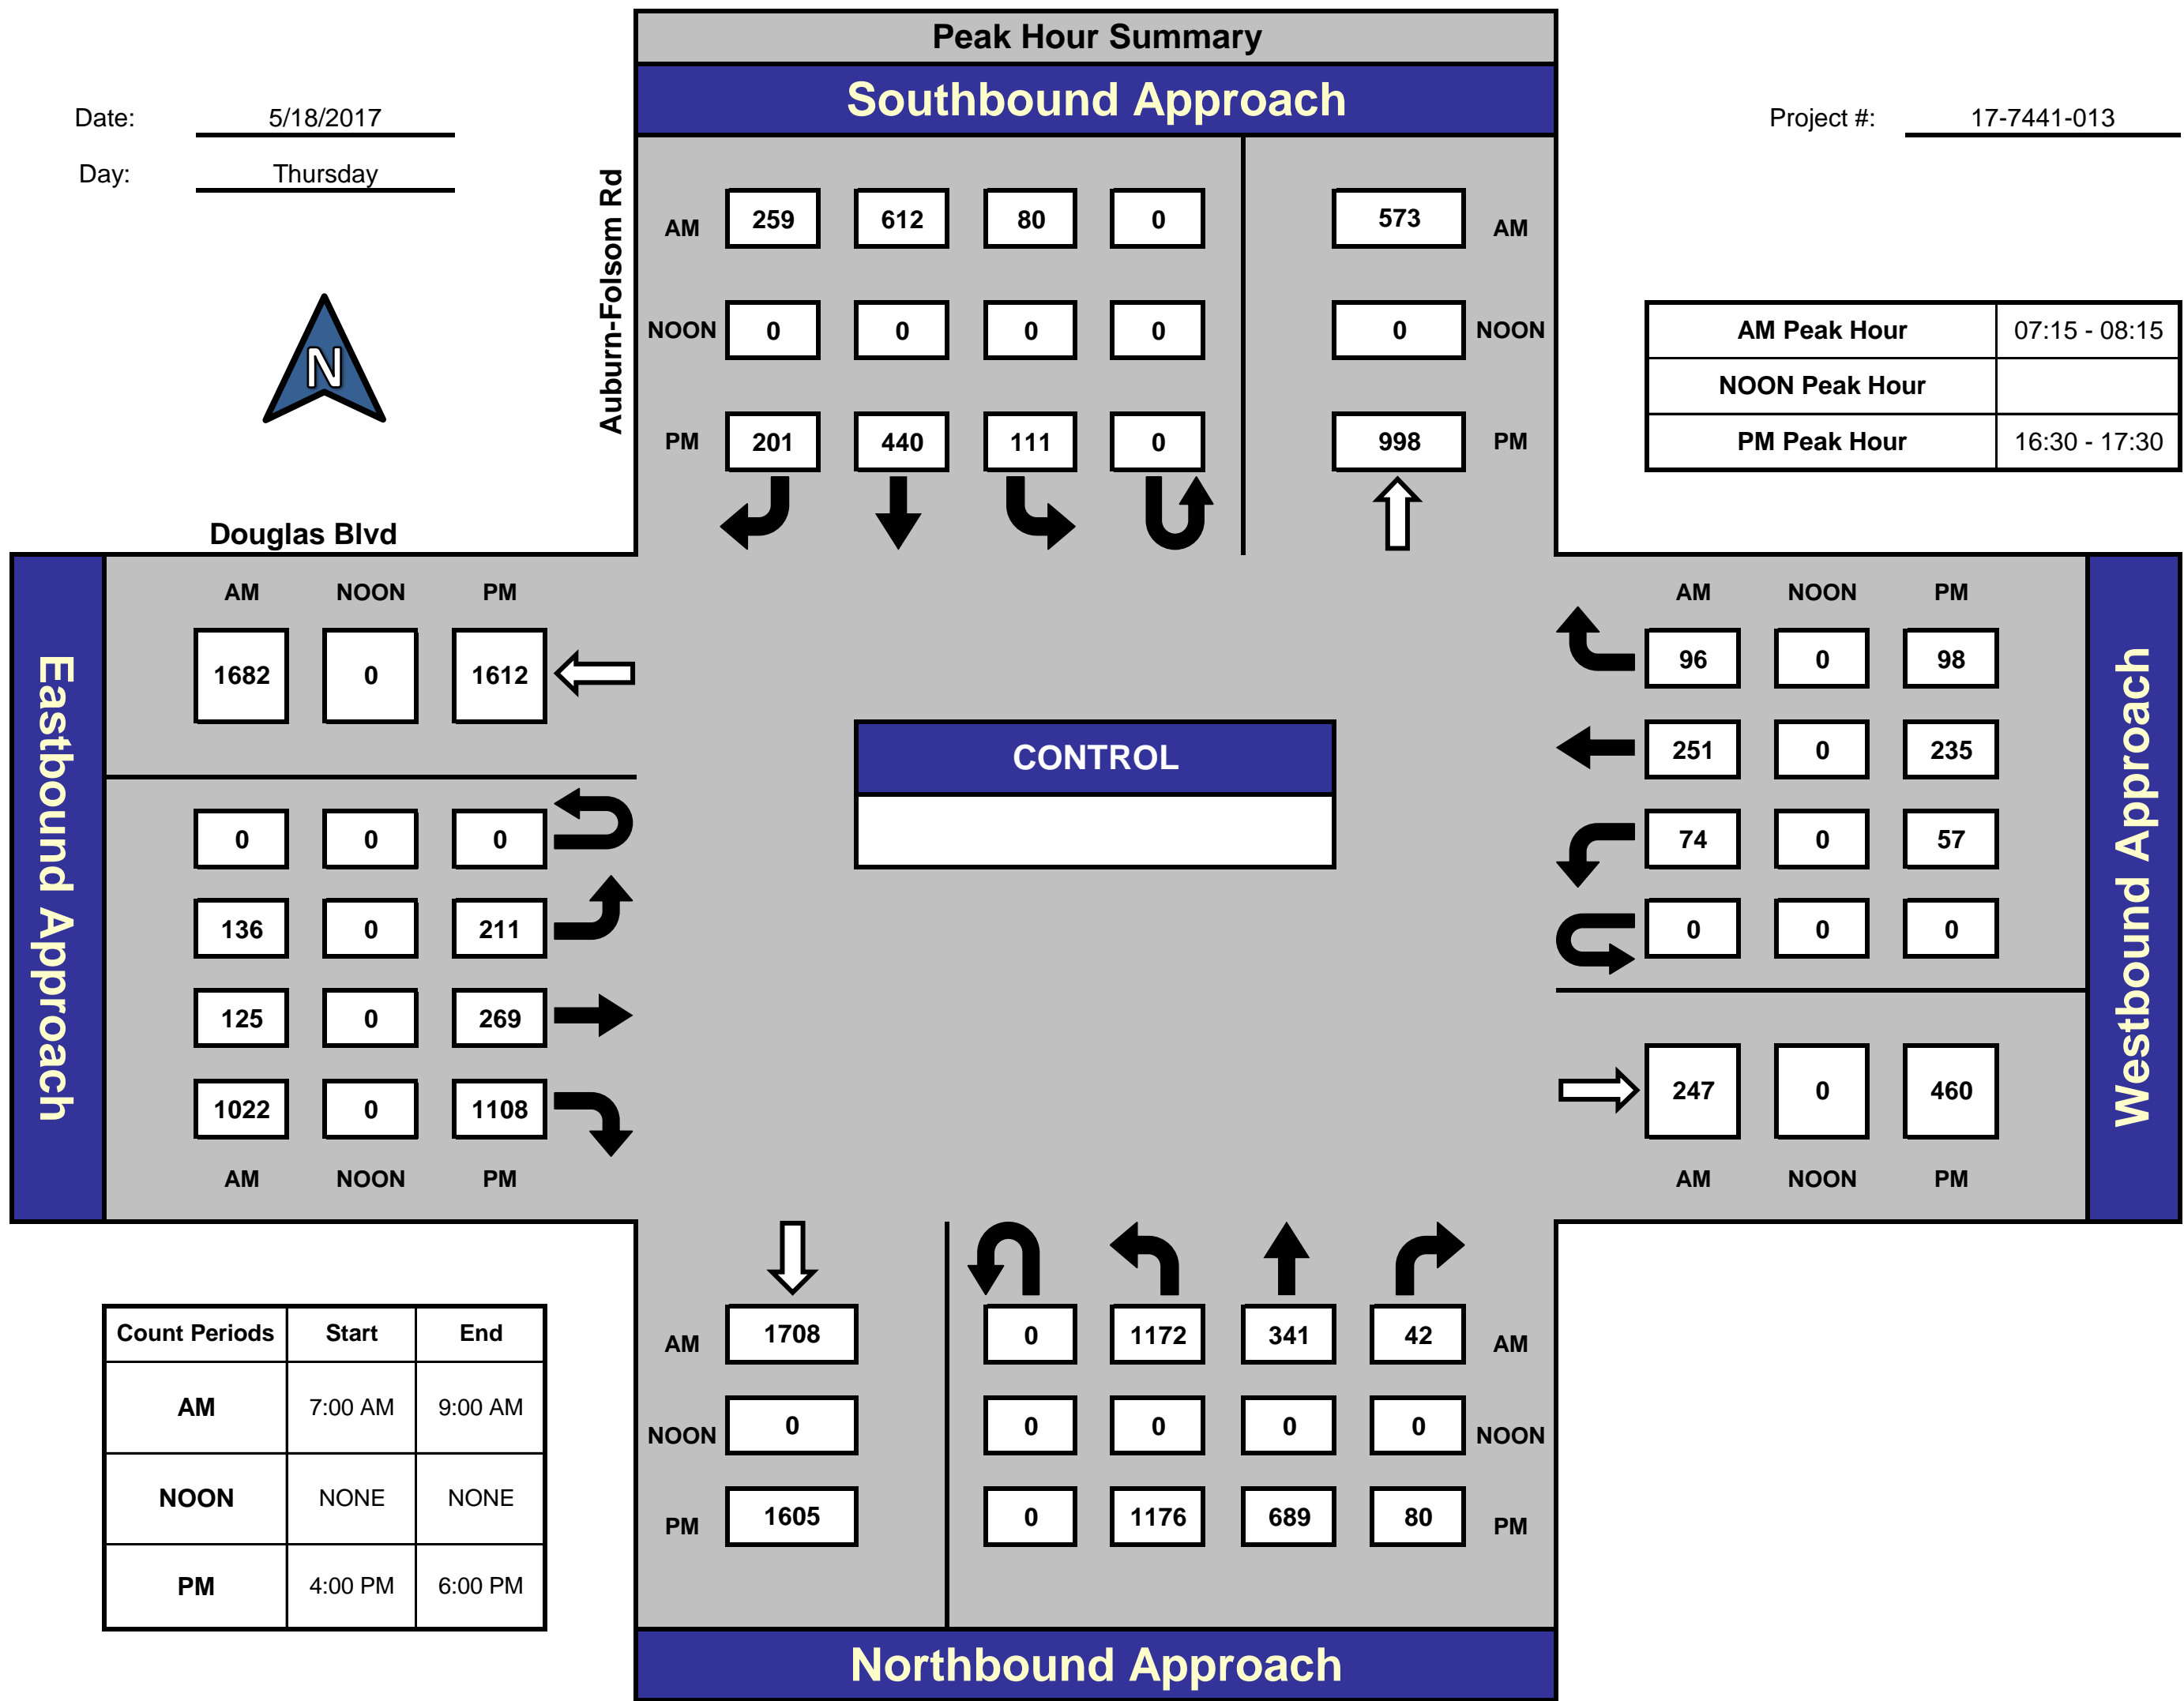 Peak Hour Summary
Southbound Approach
Date: 5/18/2017
Project #: 17-7441-013
Day: Thursday
Auburn-Folsom Rd
AM 259 612 80 0 573 AM
NOON 0 0 0 0 0 NOON
PM 201 440 111 0 998 PM
N
AM Peak Hour 07:15 - 08:15
NOON Peak Hour
PM Peak Hour 16:30 - 17:30
Douglas Blvd
Eastbound Approach
AM NOON PM
1682 0 1612
0 0 0
136 0 211
125 0 269
1022 0 1108
AM NOON PM
CONTROL
AM NOON PM
96 0 98
251 0 235
74 0 57
0 0 0
247 0 460
AM NOON PM
Westbound Approach
Count Periods Start End
AM 7:00 AM 9:00 AM
NOON NONE NONE
PM 4:00 PM 6:00 PM
AM 1708 0 1172 341 42 AM
NOON 0 0 0 0 0 NOON
PM 1605 0 1176 689 80 PM
Northbound Approach